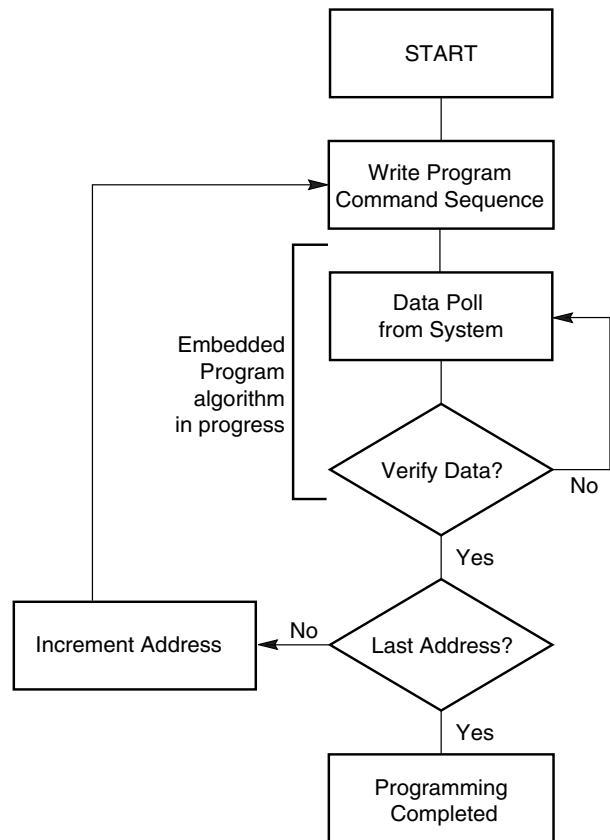 START
Write Program
Command Sequence
Data Poll
from System
Embedded
Program
algorithm
in progress
Verify Data?
No
Yes
Last Address?
No
Increment Address
Yes
Programming
Completed